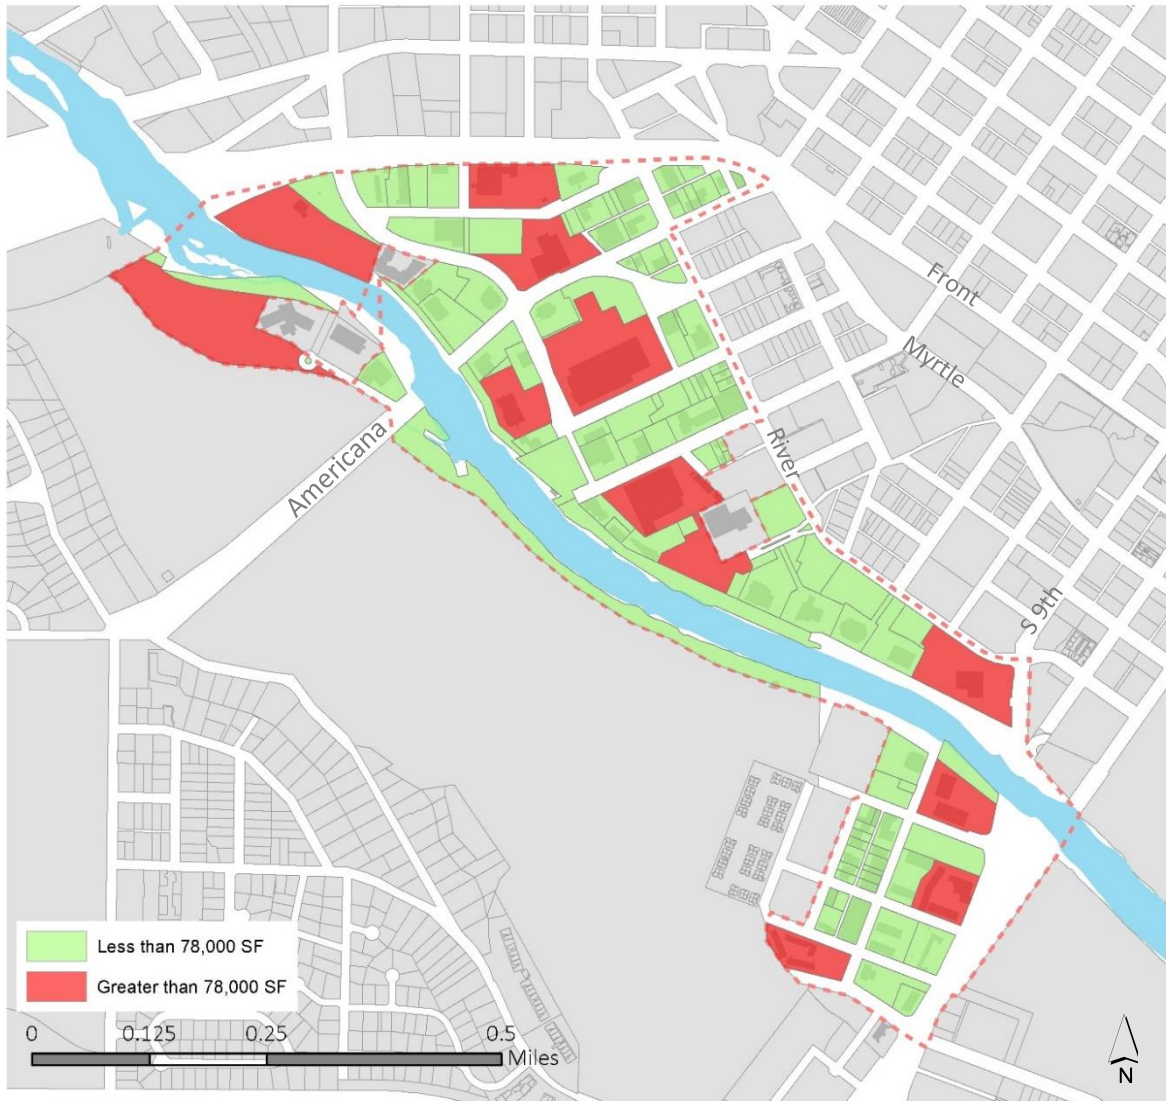 Front
Myrtle
Americana
River
S 9th
Less than 78,000 SF
Greater than 78,000 SF
0 0.125 0.25 0.5
Miles
N